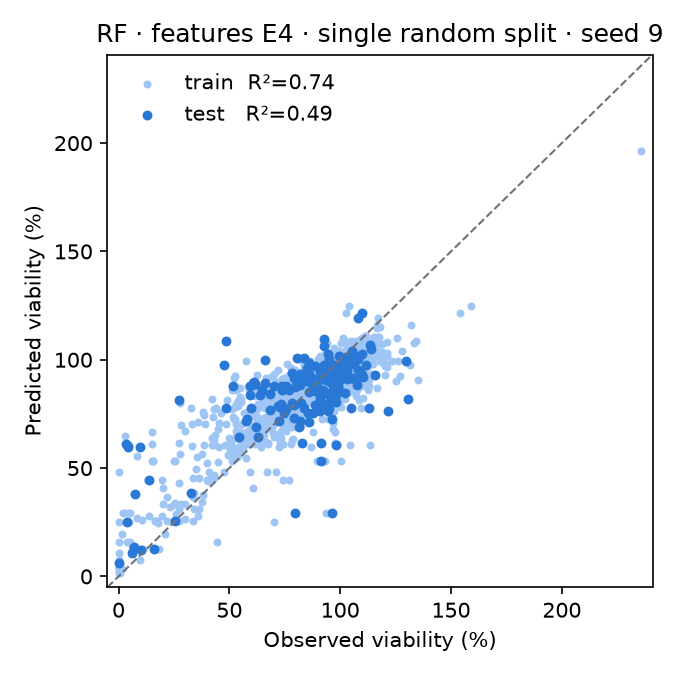 RF · features E4 · single random split · seed 9
train R²=0.74
test R²=0.49
Predicted viability (%)
200
150
100
50
0
0 50 100 150 200
Observed viability (%)